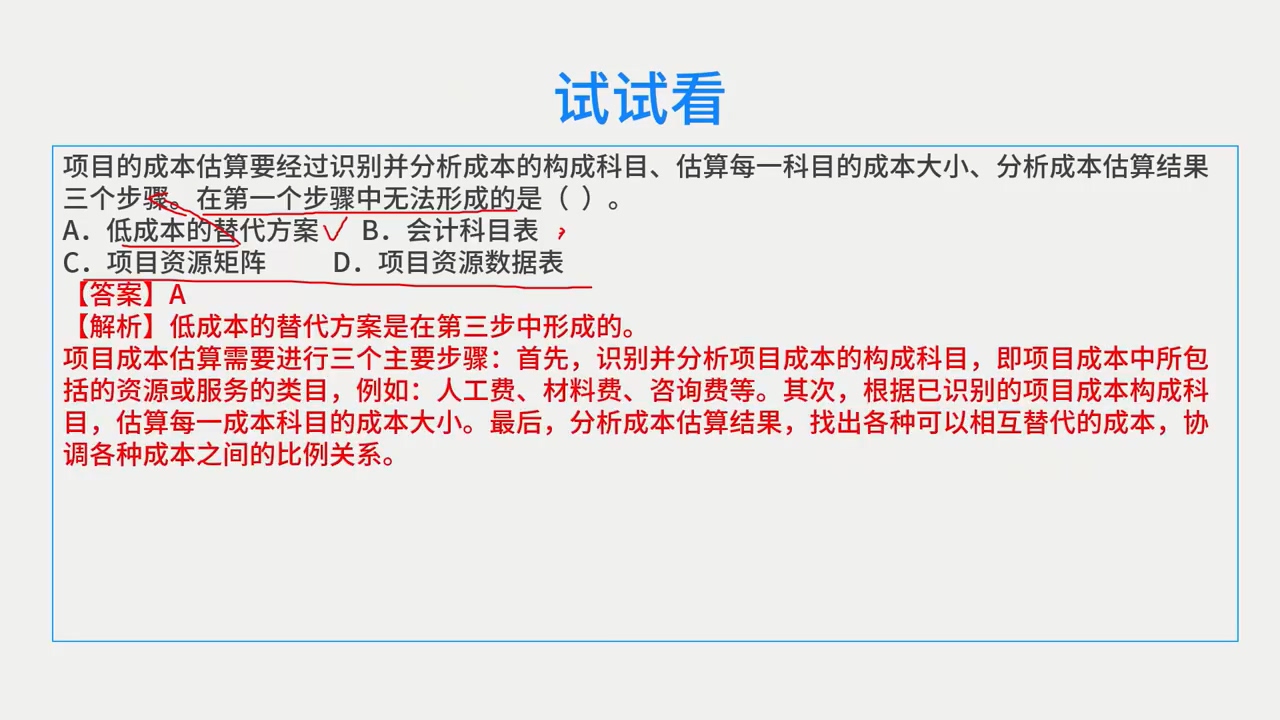 试试看
项目的成本估算要经过识别并分析成本的构成科目、估算每一科目的成本大小、分析成本估算结果
三个步骤。在第一个步骤中无法形成的是（ ）。
A．低成本的替代方案 B．会计科目表
C．项目资源矩阵 D．项目资源数据表
【答案】A
【解析】低成本的替代方案是在第三步中形成的。
项目成本估算需要进行三个主要步骤：首先，识别并分析项目成本的构成科目，即项目成本中所包
括的资源或服务的类目，例如：人工费、材料费、咨询费等。其次，根据已识别的项目成本构成科
目，估算每一成本科目的成本大小。最后，分析成本估算结果，找出各种可以相互替代的成本，协
调各种成本之间的比例关系。